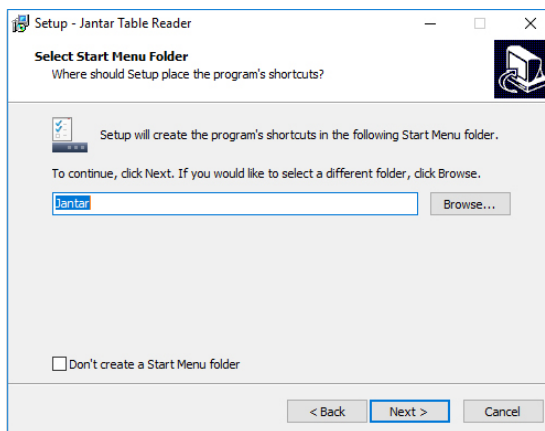 Setup - Jantar Table Reader
Select Start Menu Folder
Where should Setup place the program's shortcuts?
Setup will create the program's shortcuts in the following Start Menu folder.
To continue, click Next. If you would like to select a different folder, click Browse.
Jantar
Browse...
Don't create a Start Menu folder
< Back
Next >
Cancel